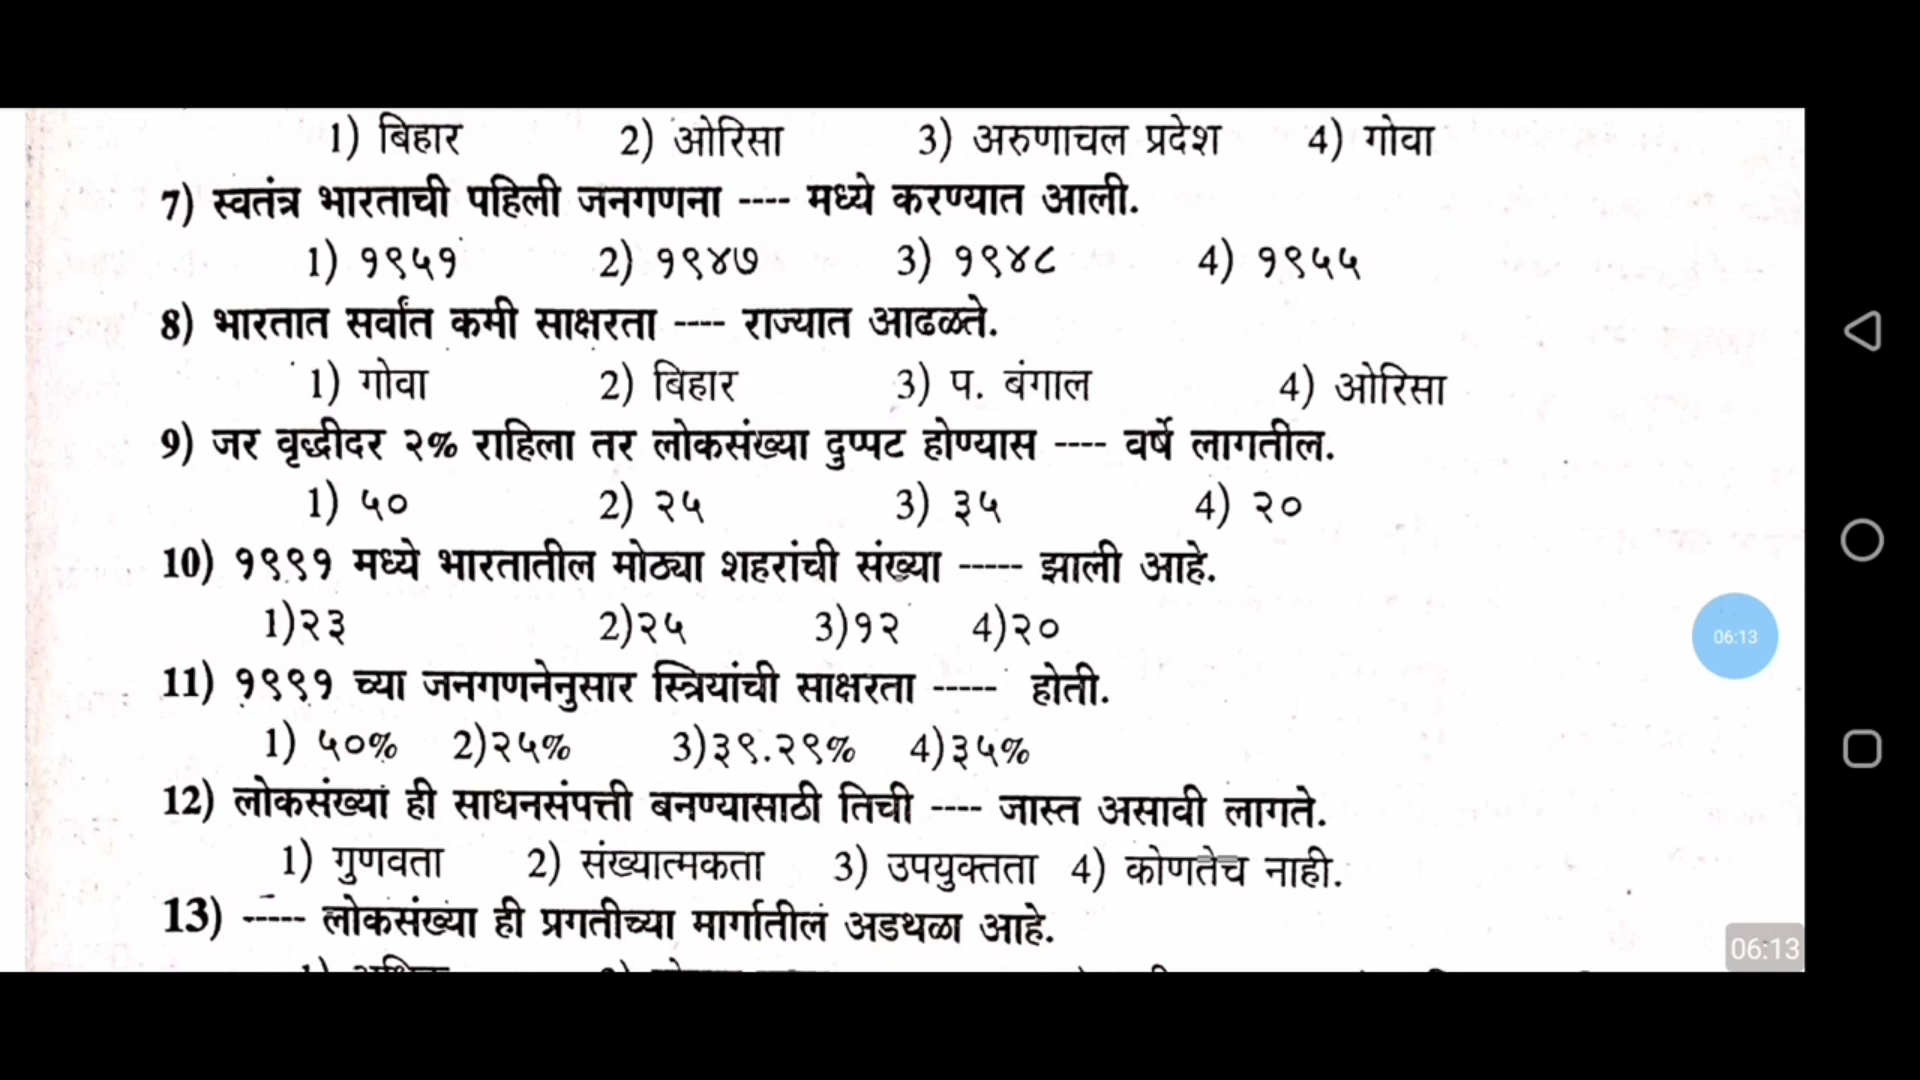 1) बिहार 2) ओरिसा 3) अरुणाचल प्रदेश 4) गोवा
7) स्वतंत्र भारताची पहिली जनगणना ---- मध्ये करण्यात आली.
1) १९५१ 2) १९४७ 3) १९४८ 4) १९५५
8) भारतात सर्वांत कमी साक्षरता ---- राज्यात आढळते.
1) गोवा 2) बिहार 3) प. बंगाल 4) ओरिसा
9) जर वृद्धीदर २% राहिला तर लोकसंख्या दुप्पट होण्यास ---- वर्षे लागतील.
1) ५० 2) २५ 3) ३५ 4) २०
10) १९९१ मध्ये भारतातील मोठ्या शहरांची संख्या ----- झाली आहे.
1)२३ 2)२५ 3)१२ 4)२०
06:13
11) १९९१ च्या जनगणनेनुसार स्त्रियांची साक्षरता ----- होती.
1) ५०% 2)२५% 3)३९.२९% 4)३५%
12) लोकसंख्या ही साधनसंपत्ती बनण्यासाठी तिची ---- जास्त असावी लागते.
1) गुणवता 2) संख्यात्मकता 3) उपयुक्तता 4) कोणतेच नाही.
13) ----- लोकसंख्या ही प्रगतीच्या मार्गातील अडथळा आहे.
06:13